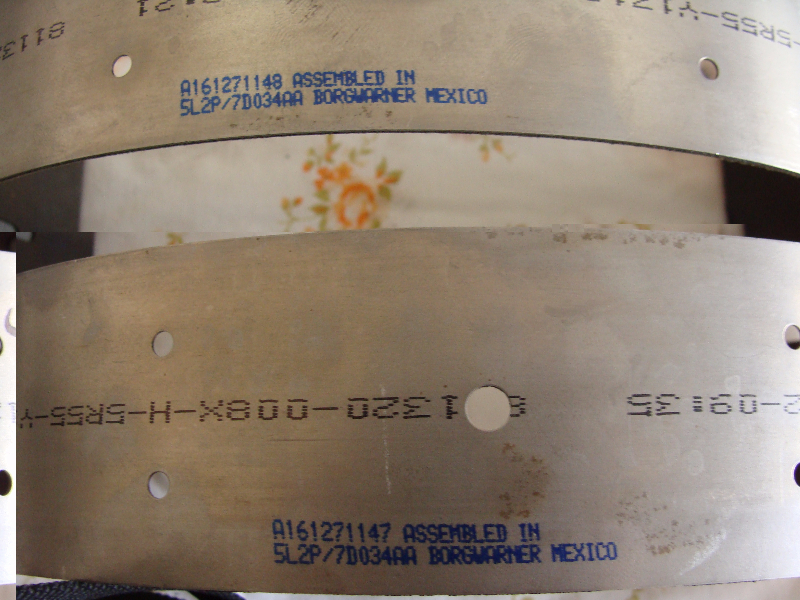 A161271148 ASSEMBLED IN
5L2P/7D034AA BORGWARNER MEXICO
2-09:35 81320-008X-H-5R55-Y
A161271147 ASSEMBLED IN
5L2P/7D034AA BORGWARNER MEXICO